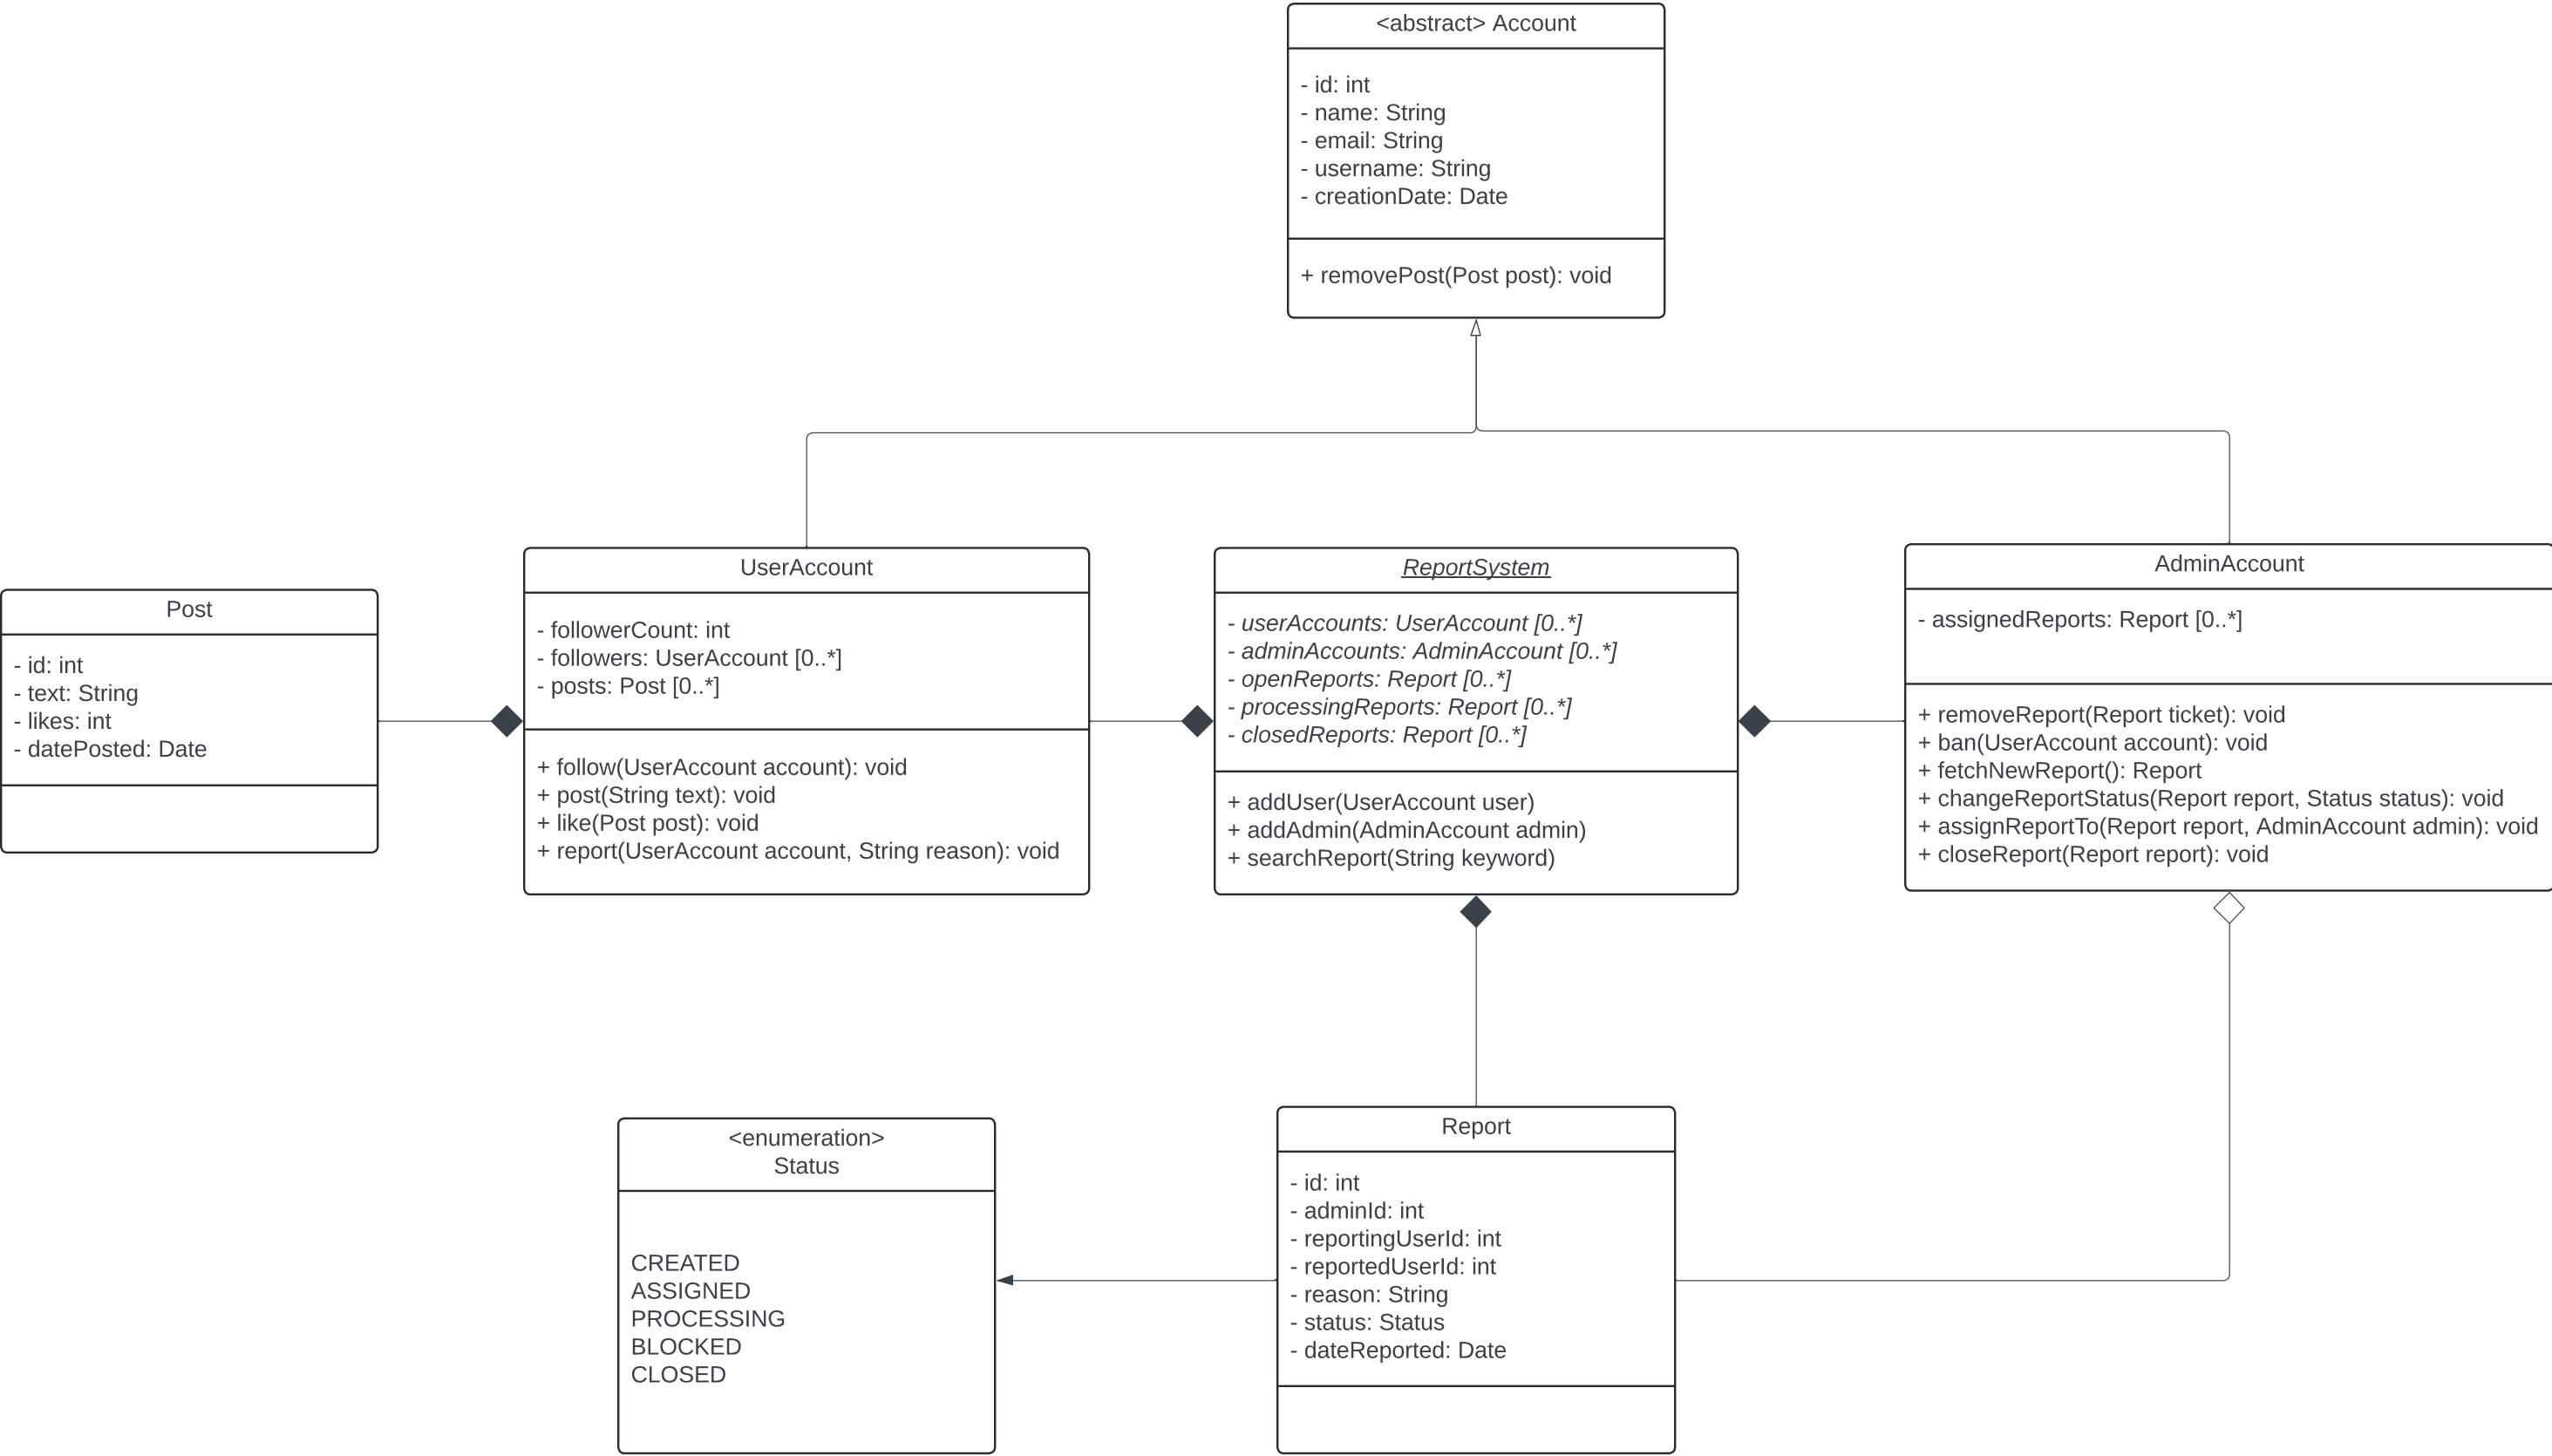 <abstract> Account
- id: int
- name: String
- email: String
- username: String
- creationDate: Date
+ removePost(Post post): void
Post
- id: int
- text: String
- likes: int
- datePosted: Date
UserAccount
- followerCount: int
- followers: UserAccount [0..*]
- posts: Post [0..*]
+ follow(UserAccount account): void
+ post(String text): void
+ like(Post post): void
+ report(UserAccount account, String reason): void
ReportSystem
- userAccounts: UserAccount [0..*]
- adminAccounts: AdminAccount [0..*]
- openReports: Report [0..*]
- processingReports: Report [0..*]
- closedReports: Report [0..*]
+ addUser(UserAccount user)
+ addAdmin(AdminAccount admin)
+ searchReport(String keyword)
AdminAccount
- assignedReports: Report [0..*]
+ removeReport(Report ticket): void
+ ban(UserAccount account): void
+ fetchNewReport(): Report
+ changeReportStatus(Report report, Status status): void
+ assignReportTo(Report report, AdminAccount admin): void
+ closeReport(Report report): void
<enumeration>
Status
CREATED
ASSIGNED
PROCESSING
BLOCKED
CLOSED
Report
- id: int
- adminId: int
- reportingUserId: int
- reportedUserId: int
- reason: String
- status: Status
- dateReported: Date